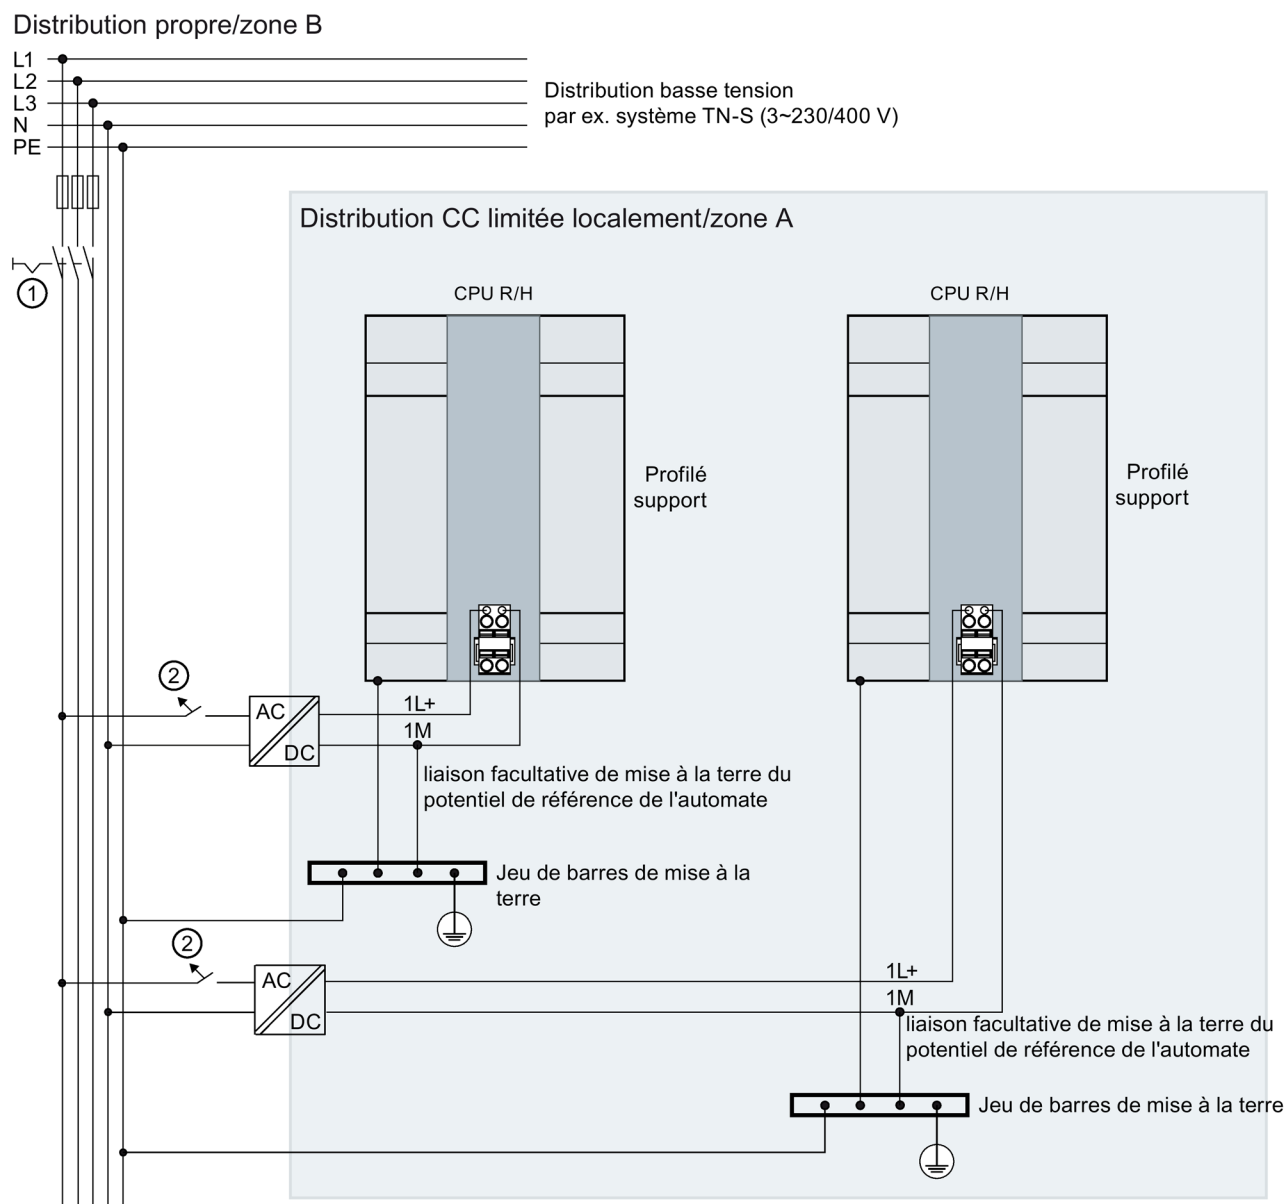 Distribution propre/zone B
L1
L2
L3
N
PE
Distribution basse tension
par ex. système TN-S (3~230/400 V)
Distribution CC limitée localement/zone A
1
CPU R/H
CPU R/H
Profilé
support
Profilé
support
2
AC
DC
1L+
1M
liaison facultative de mise à la terre du
potentiel de référence de l'automate
Jeu de barres de mise à la
terre
2
AC
DC
1L+
1M
liaison facultative de mise à la terre du
potentiel de référence de l'automate
Jeu de barres de mise à la terre